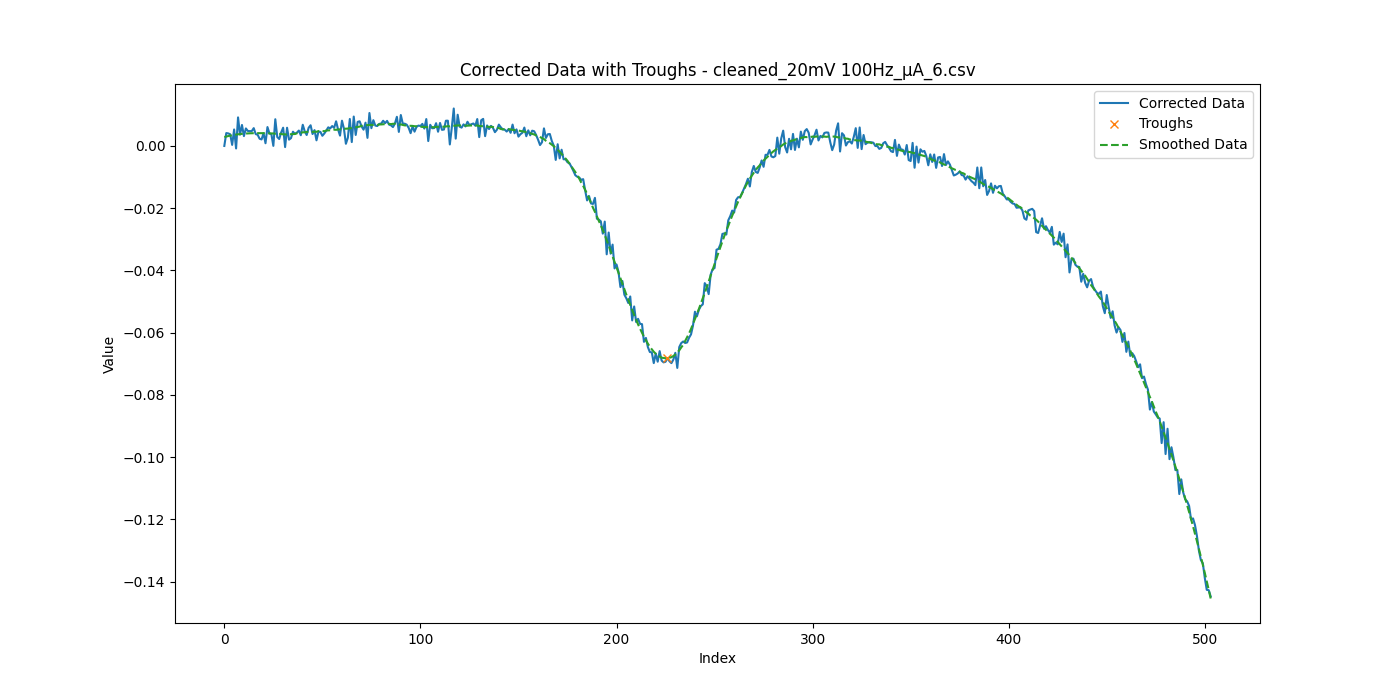 Corrected Data with Troughs - cleaned_20mV 100Hz_μA_6.csv
Corrected Data
Troughs
Smoothed Data
0.00
−0.02
−0.04
−0.06
−0.08
−0.10
−0.12
−0.14
Value
0 100 200 300 400 500
Index